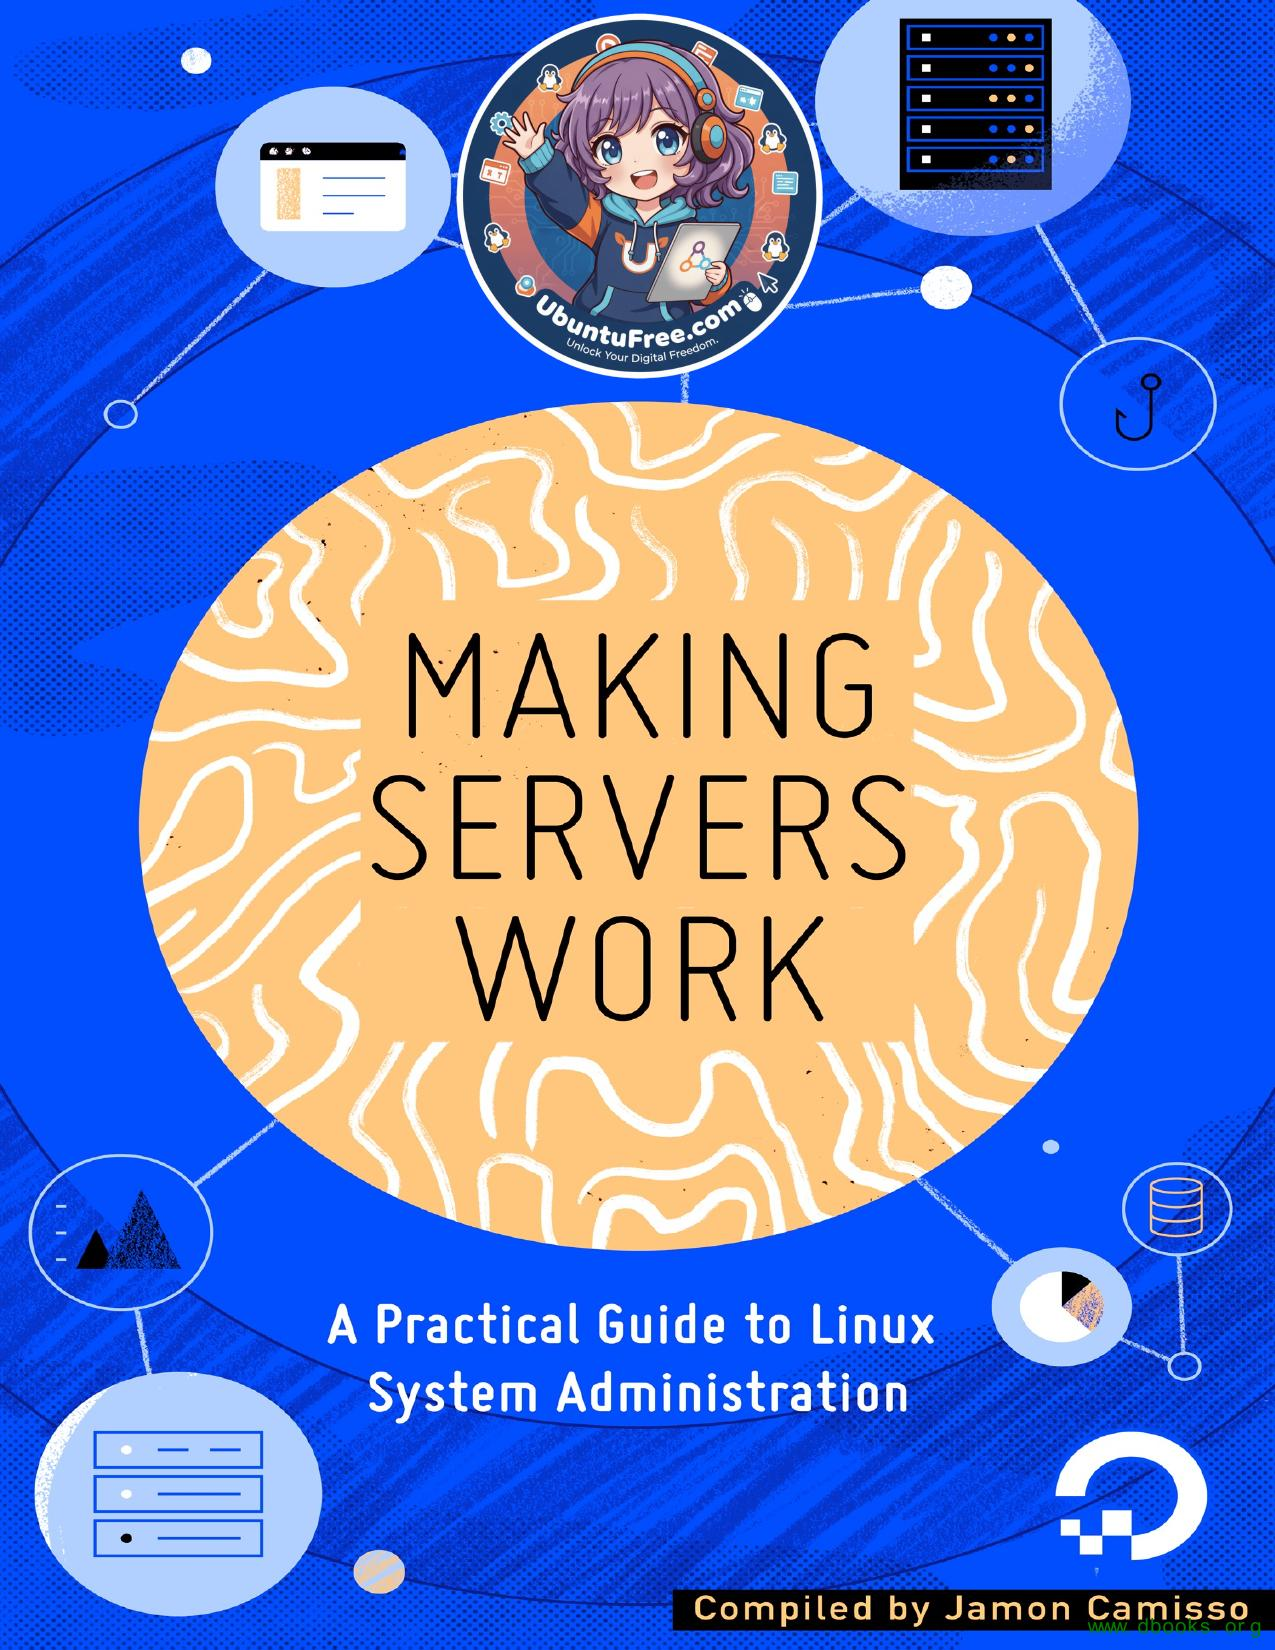 UbuntuFree.com
Unlock Your Digital Freedom.
MAKING
SERVERS
WORK
A Practical Guide to Linux
System Administration
Compiled by Jamon Camisso
www.dbooks.org